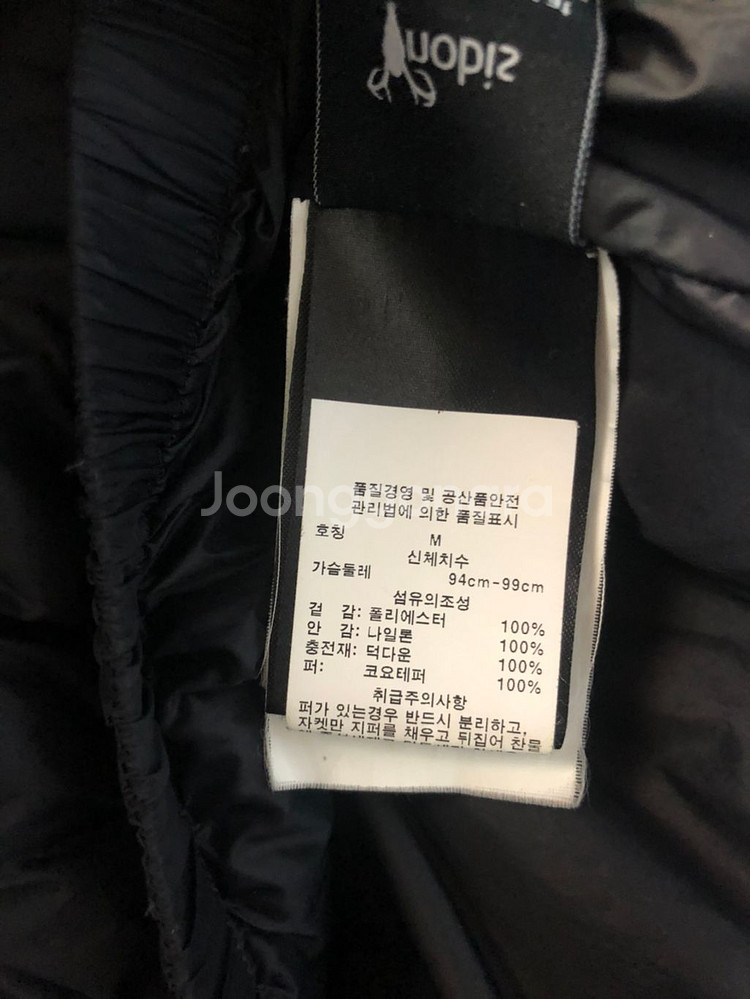 sidon
품질경영 및 공산품안전
관리법에 의한 품질표시
호칭 M
신체치수
가슴둘레 94cm-99cm
섬유의조성
겉 감: 폴리에스터 100%
안 감: 나일론 100%
충전재: 덕다운 100%
퍼: 코요테퍼 100%
취급주의사항
퍼가 있는경우 반드시 분리하고,
자켓만 지퍼를 채우고 뒤집어 찬물